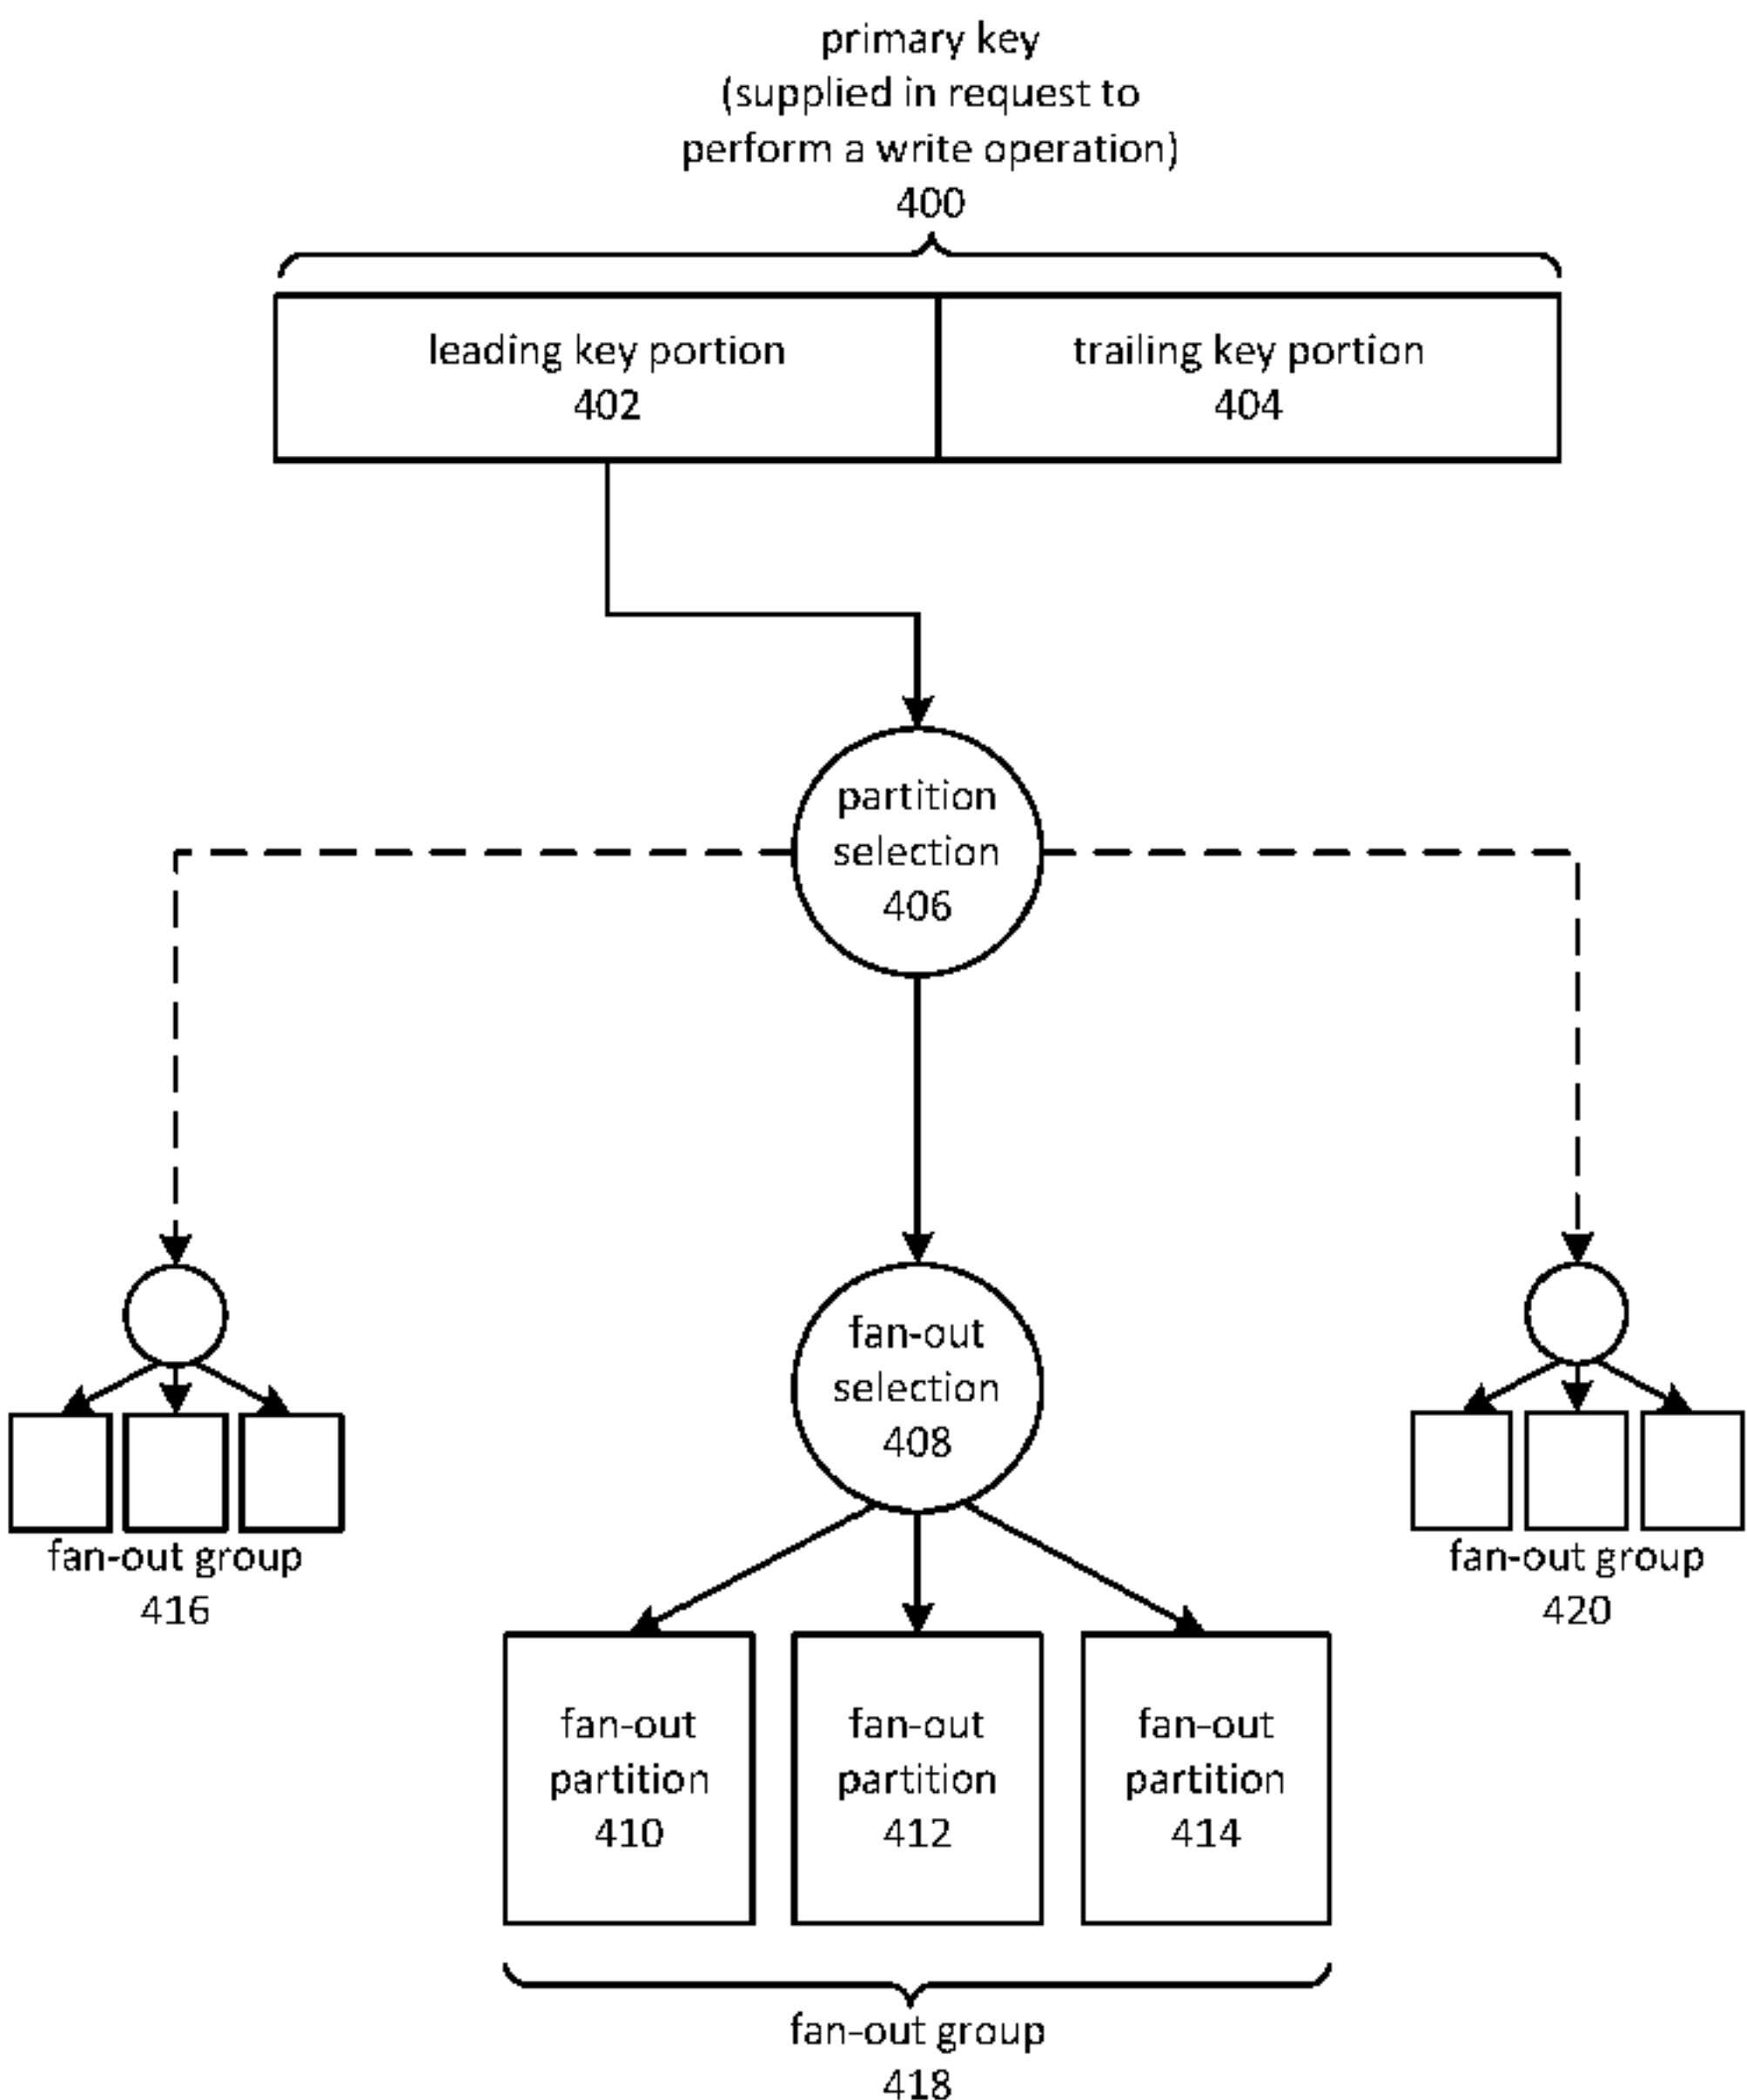 primary key
(supplied in request to
perform a write operation)
400
leading key portion
402
trailing key portion
404
partition
selection
406
fan-out
selection
408
fan-out group
416
fan-out group
420
fan-out
partition
410
fan-out
partition
412
fan-out
partition
414
fan-out group
418